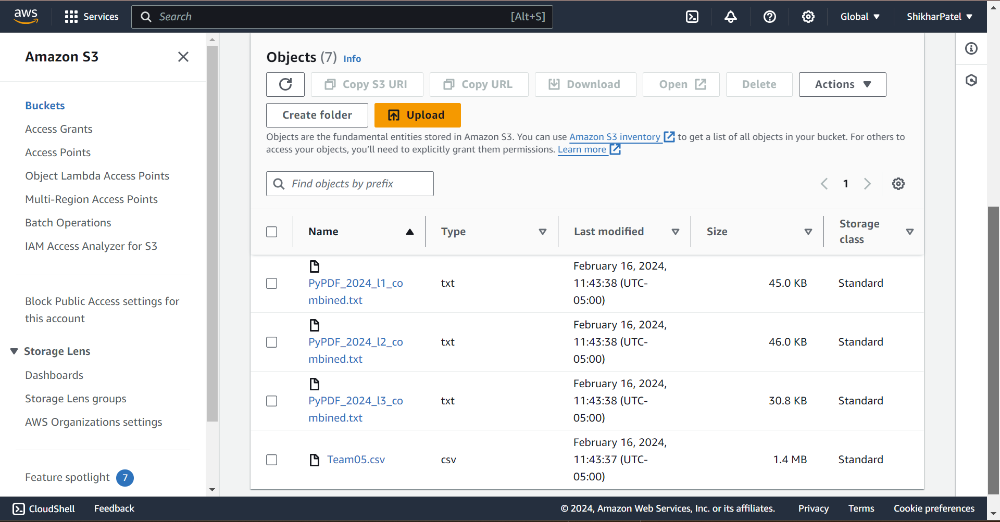 aws
Services
Search
[Alt+S]
Global
ShikharPatel
Amazon S3
Buckets
Access Grants
Access Points
Object Lambda Access Points
Multi-Region Access Points
Batch Operations
IAM Access Analyzer for S3
Block Public Access settings for
this account
Storage Lens
Dashboards
Storage Lens groups
AWS Organizations settings
Feature spotlight 7
Objects (7) Info
Copy S3 URI
Copy URL
Download
Open
Delete
Actions
Create folder
Upload
Objects are the fundamental entities stored in Amazon S3. You can use Amazon S3 inventory to get a list of all objects in your bucket. For others to
access your objects, you’ll need to explicitly grant them permissions. Learn more
Find objects by prefix
1
Name
Type
Last modified
Size
Storage
class
PyPDF_2024_l1_co
mbined.txt
txt
February 16, 2024,
11:43:38 (UTC-
05:00)
45.0 KB
Standard
PyPDF_2024_l2_co
mbined.txt
txt
February 16, 2024,
11:43:38 (UTC-
05:00)
46.0 KB
Standard
PyPDF_2024_l3_co
mbined.txt
txt
February 16, 2024,
11:43:38 (UTC-
05:00)
30.8 KB
Standard
Team05.csv
csv
February 16, 2024,
11:43:37 (UTC-
05:00)
1.4 MB
Standard
CloudShell
Feedback
© 2024, Amazon Web Services, Inc. or its affiliates.
Privacy
Terms
Cookie preferences